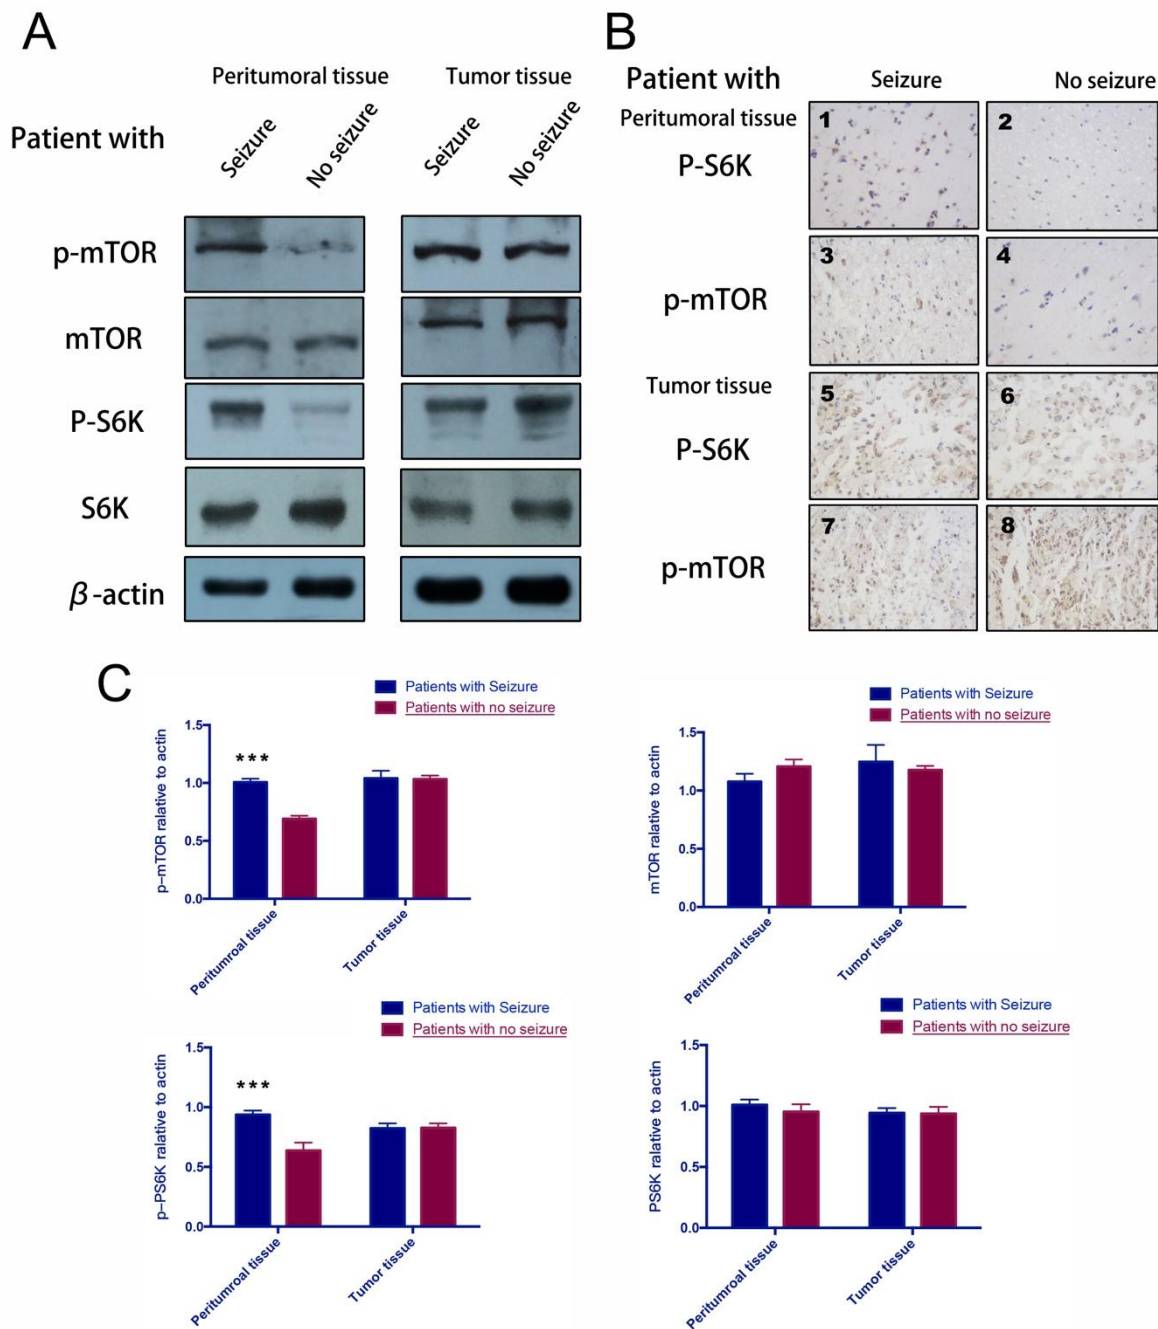 A
Peritumoral tissue
Tumor tissue
Patient with
Seizure
No seizure
Seizure
No seizure
p-mTOR
mTOR
P-S6K
S6K
β-actin
B
Patient with
Seizure
No seizure
Peritumoral tissue
P-S6K
1
2
p-mTOR
3
4
Tumor tissue
P-S6K
5
6
p-mTOR
7
8
C
Patients with Seizure
Patients with no seizure
p-mTOR ralative to actin
1.5
1.0
0.5
0.0
***
Peritumroal tissue
Tumor tissue
Patients with Seizure
Patients with no seizure
mTOR ralative to actin
1.5
1.0
0.5
0.0
Peritumroal tissue
Tumor tissue
Patients with Seizure
Patients with no seizure
p-PS6K ralative to actin
1.5
1.0
0.5
0.0
***
Peritumroal tissue
Tumor tissue
Patients with Seizure
Patients with no seizure
PS6K ralative to actin
1.5
1.0
0.5
0.0
Peritumroal tissue
Tumor tissue